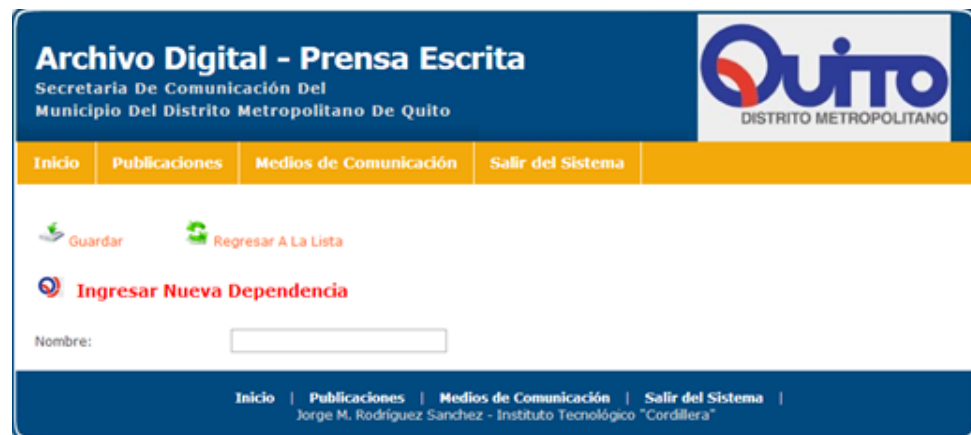 Archivo Digital - Prensa Escrita
Secretaria De Comunicación Del
Municipio Del Distrito Metropolitano De Quito
QUITO
DISTRITO METROPOLITANO
Inicio Publicaciones Medios de Comunicación Salir del Sistema
Guardar Regresar A La Lista
Ingresar Nueva Dependencia
Nombre:
Inicio | Publicaciones | Medios de Comunicación | Salir del Sistema |
Jorge M. Rodríguez Sanchez - Instituto Tecnológico "Cordillera"